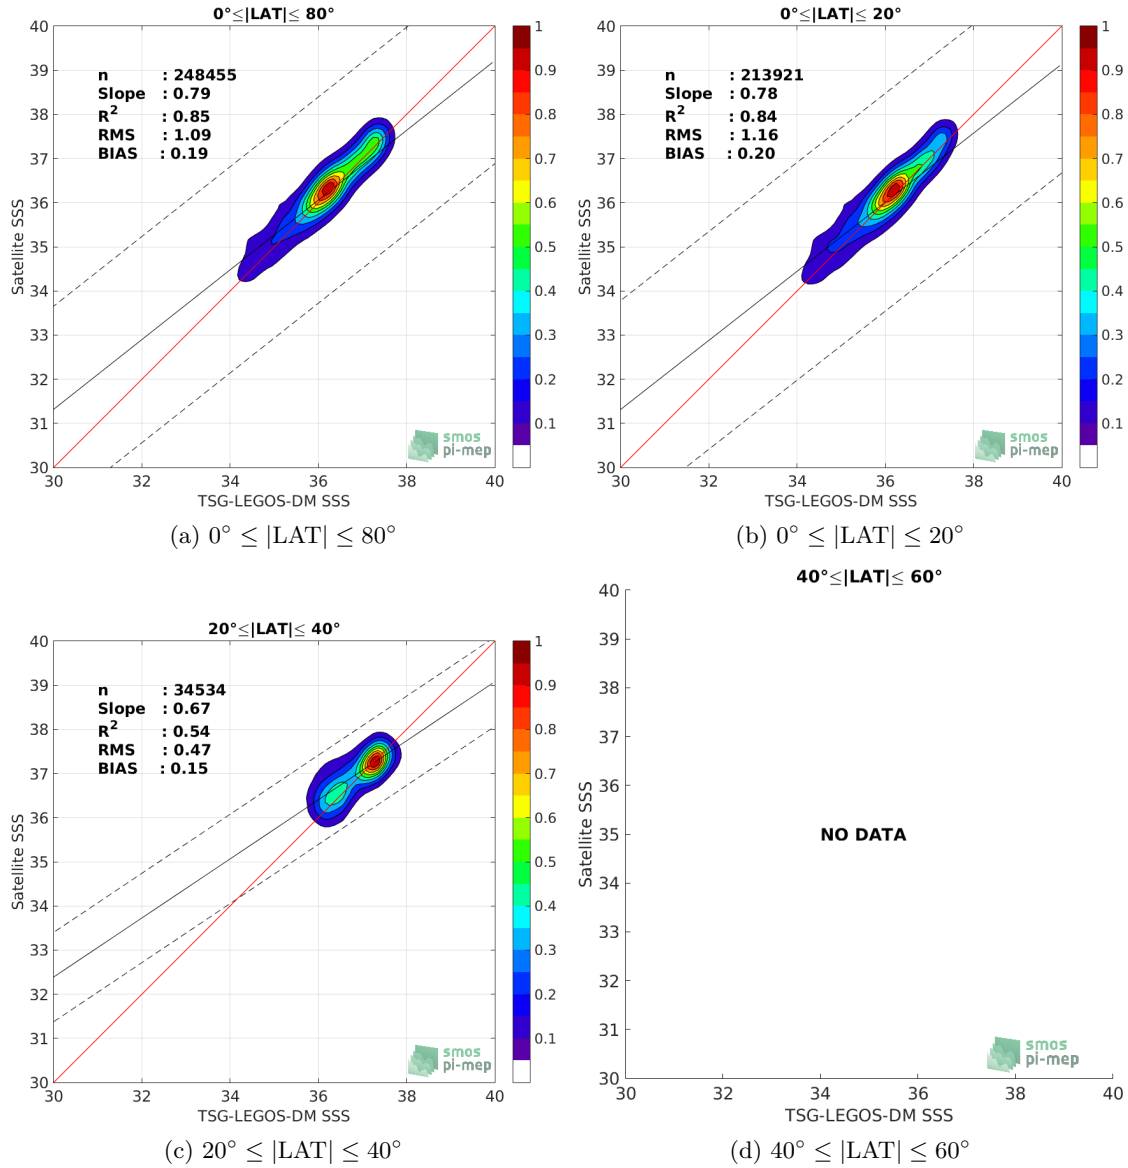 0°≤|LAT|≤ 80°
40
39
38
37
36
35
34
33
32
31
30
Satellite SSS
n : 248455
Slope : 0.79
R² : 0.85
RMS : 1.09
BIAS : 0.19
smos
pi-mep
30 32 34 36 38 40
TSG-LEGOS-DM SSS
1
0.9
0.8
0.7
0.6
0.5
0.4
0.3
0.2
0.1
(a) 0° ≤ |LAT| ≤ 80°
0°≤|LAT|≤ 20°
40
39
38
37
36
35
34
33
32
31
30
Satellite SSS
n : 213921
Slope : 0.78
R² : 0.84
RMS : 1.16
BIAS : 0.20
smos
pi-mep
30 32 34 36 38 40
TSG-LEGOS-DM SSS
1
0.9
0.8
0.7
0.6
0.5
0.4
0.3
0.2
0.1
(b) 0° ≤ |LAT| ≤ 20°
20°≤|LAT|≤ 40°
40
39
38
37
36
35
34
33
32
31
30
Satellite SSS
n : 34534
Slope : 0.67
R² : 0.54
RMS : 0.47
BIAS : 0.15
smos
pi-mep
30 32 34 36 38 40
TSG-LEGOS-DM SSS
1
0.9
0.8
0.7
0.6
0.5
0.4
0.3
0.2
0.1
(c) 20° ≤ |LAT| ≤ 40°
40°≤|LAT|≤ 60°
40
39
38
37
36
35
34
33
32
31
30
Satellite SSS
NO DATA
smos
pi-mep
30 32 34 36 38 40
TSG-LEGOS-DM SSS
(d) 40° ≤ |LAT| ≤ 60°